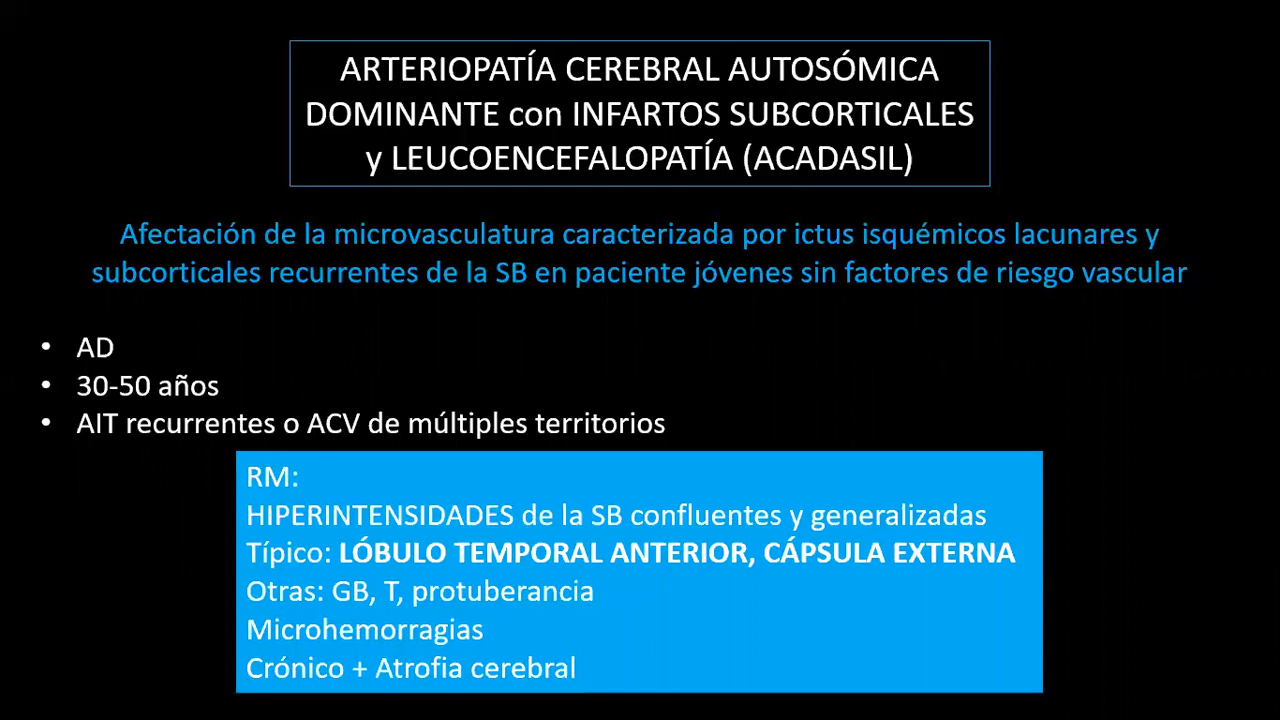 ARTERIOPATÍA CEREBRAL AUTOSÓMICA
DOMINANTE con INFARTOS SUBCORTICALES
y LEUCOENCEFALOPATÍA (ACADASIL)
Afectación de la microvasculatura caracterizada por ictus isquémicos lacunares y
subcorticales recurrentes de la SB en paciente jóvenes sin factores de riesgo vascular
• AD
• 30-50 años
• AIT recurrentes o ACV de múltiples territorios
RM:
HIPERINTENSIDADES de la SB confluentes y generalizadas
Típico: LÓBULO TEMPORAL ANTERIOR, CÁPSULA EXTERNA
Otras: GB, T, protuberancia
Microhemorragias
Crónico + Atrofia cerebral